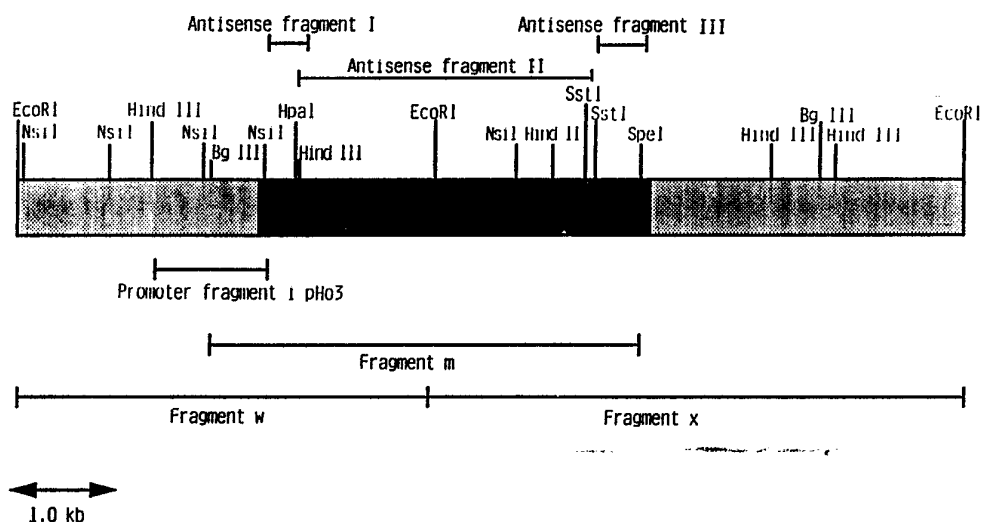 Antisense fragment I
Antisense fragment III
Antisense fragment II
EcoRI
NsiI
NsiI
Hind III
NsiI
Bg III
NsiI
HpaI
Hind III
EcoRI
NsiI
Hind II
SstI
SstI
SpeI
Hind III
Bg III
Hind III
EcoRI
Promoter fragment i pHo3
Fragment m
Fragment w
Fragment x
1.0 kb